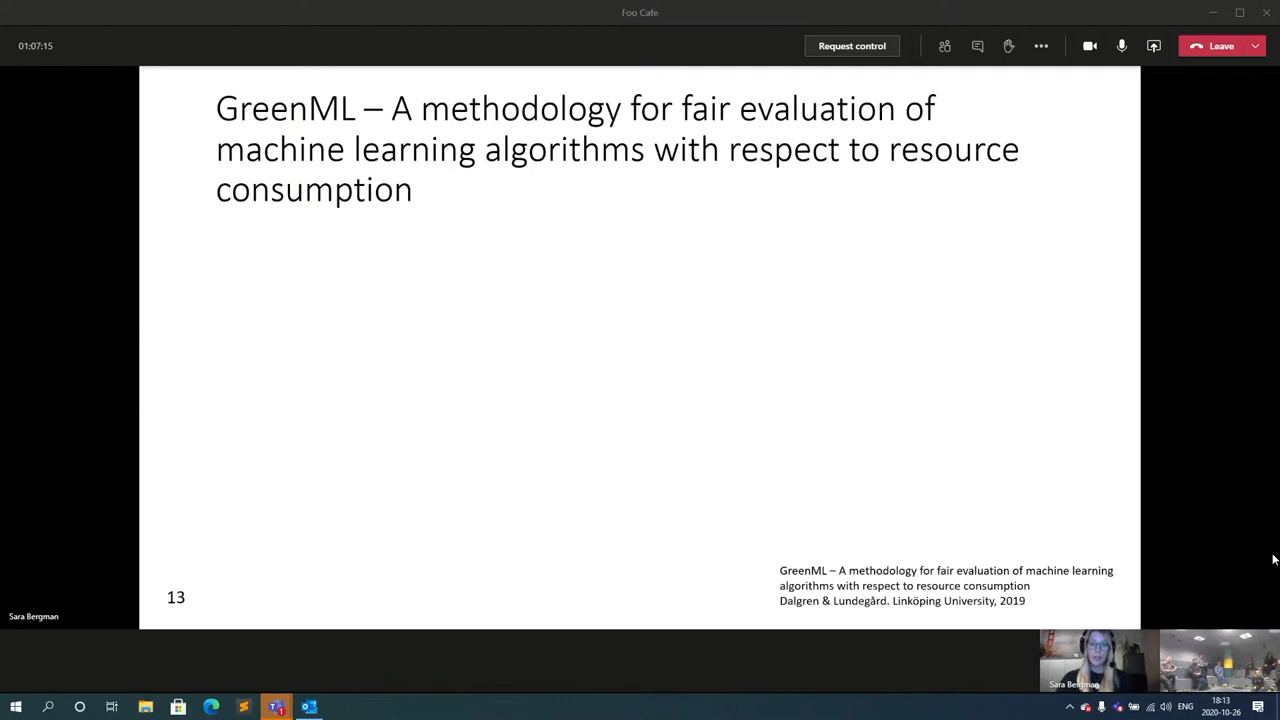 Foo Cafe
01:07:15
Request control
Leave
GreenML – A methodology for fair evaluation of
machine learning algorithms with respect to resource
consumption
GreenML – A methodology for fair evaluation of machine learning
algorithms with respect to resource consumption
Dalgren & Lundegård. Linköping University, 2019
13
Sara Bergman
Sara Bergman
ENG
18:13
2020-10-26